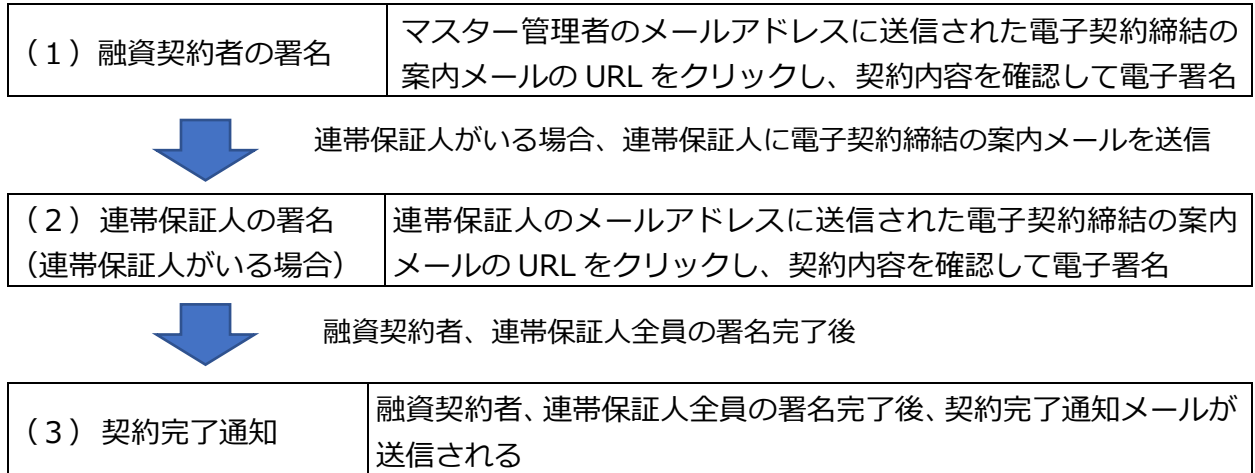 （１）融資契約者の署名
マスター管理者のメールアドレスに送信された電子契約締結の
案内メールの URL をクリックし、契約内容を確認して電子署名
連帯保証人がいる場合、連帯保証人に電子契約締結の案内メールを送信
（２）連帯保証人の署名
（連帯保証人がいる場合）
連帯保証人のメールアドレスに送信された電子契約締結の案内
メールの URL をクリックし、契約内容を確認して電子署名
融資契約者、連帯保証人全員の署名完了後
（３） 契約完了通知
融資契約者、連帯保証人全員の署名完了後、契約完了通知メールが
送信される